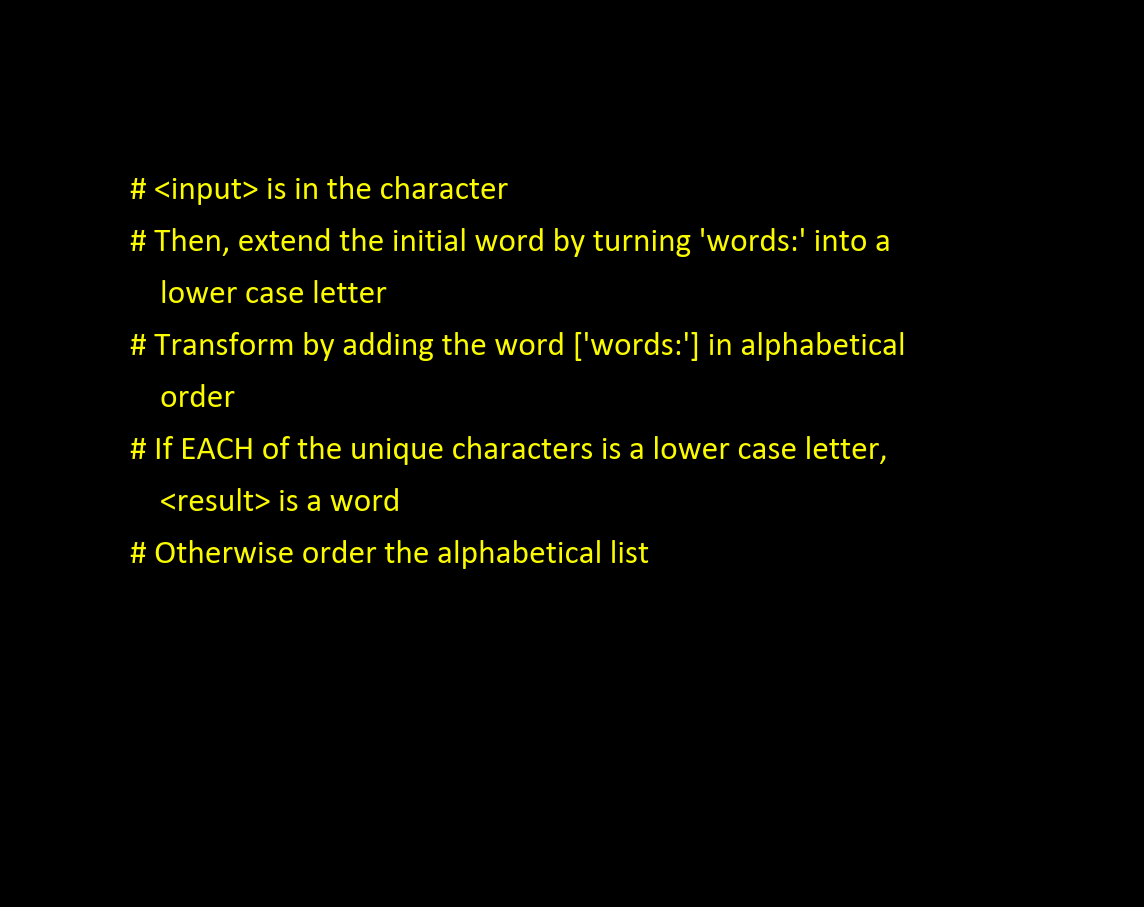 # <input> is in the character
# Then, extend the initial word by turning 'words:' into a
lower case letter
# Transform by adding the word ['words:'] in alphabetical
order
# If EACH of the unique characters is a lower case letter,
<result> is a word
# Otherwise order the alphabetical list